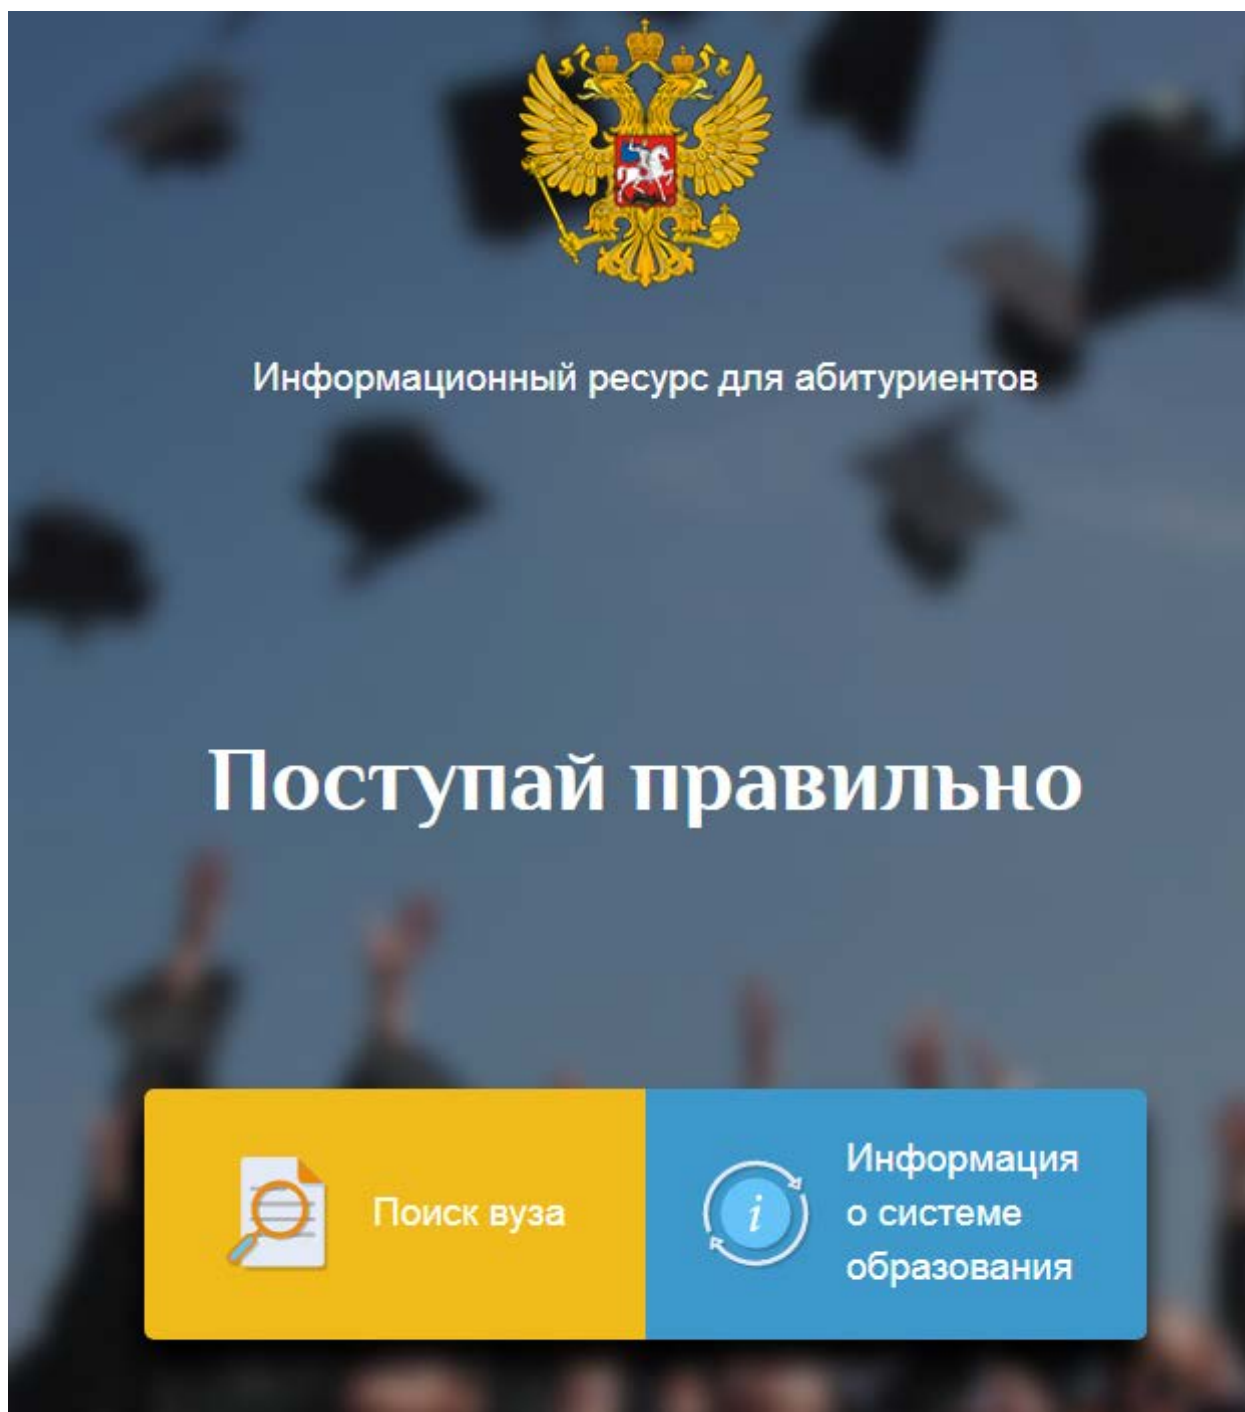 Информационный ресурс для абитуриентов
Поступай правильно
Поиск вуза
Информация
о системе
образования